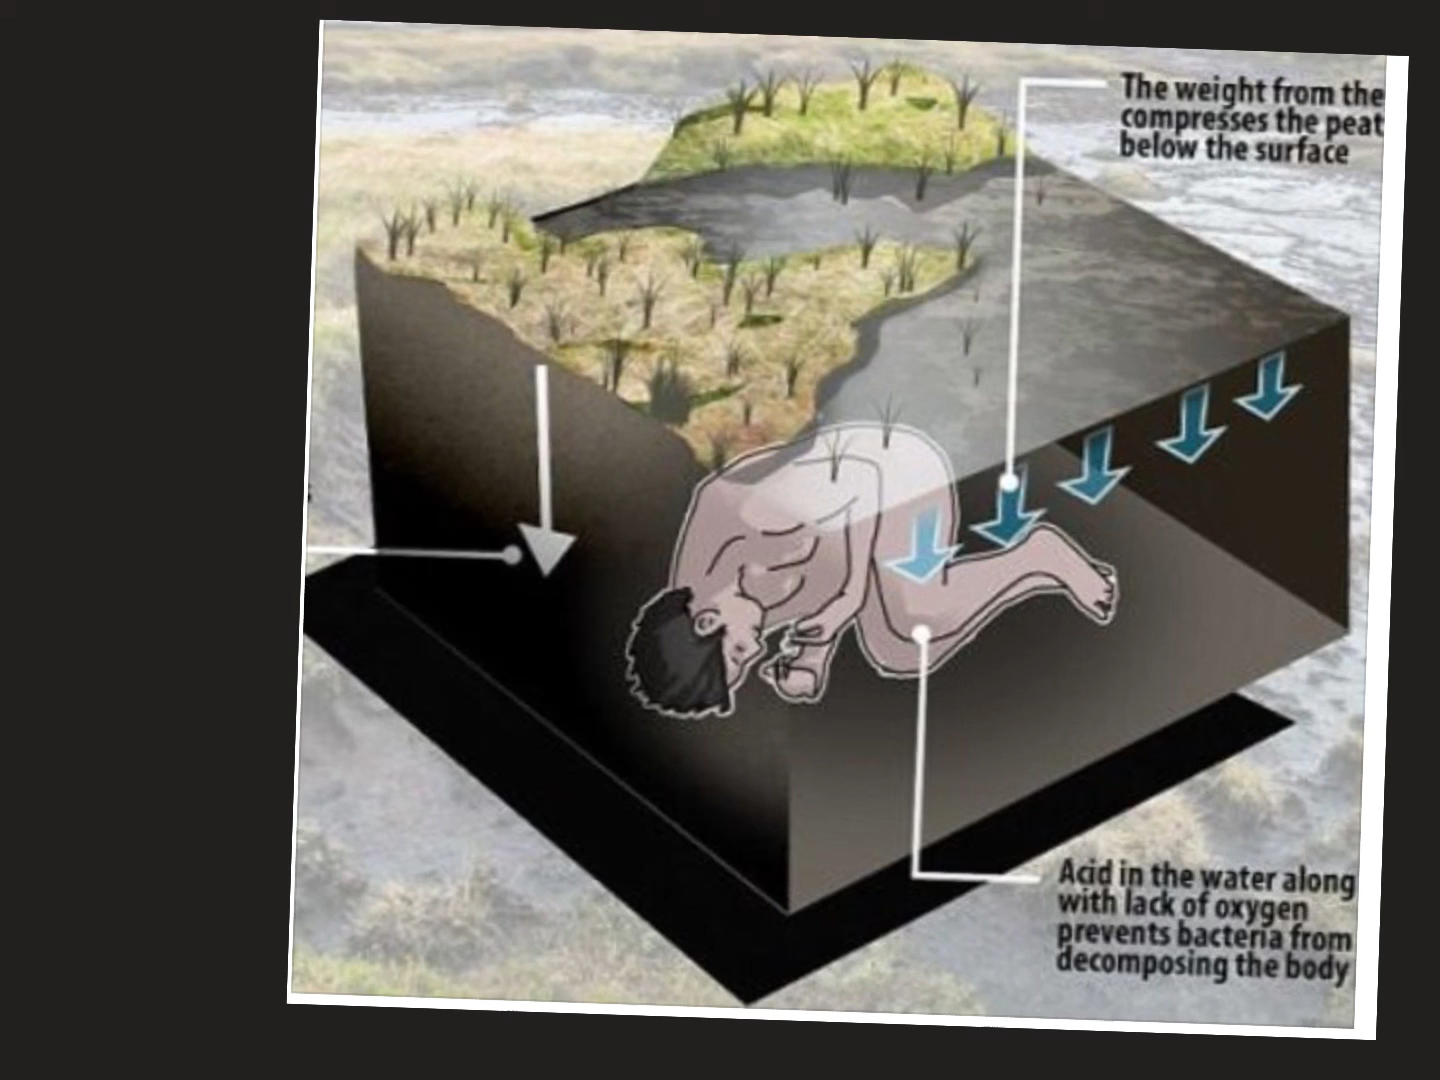 The weight from the
compresses the peat
below the surface
Acid in the water along
with lack of oxygen
prevents bacteria from
decomposing the body